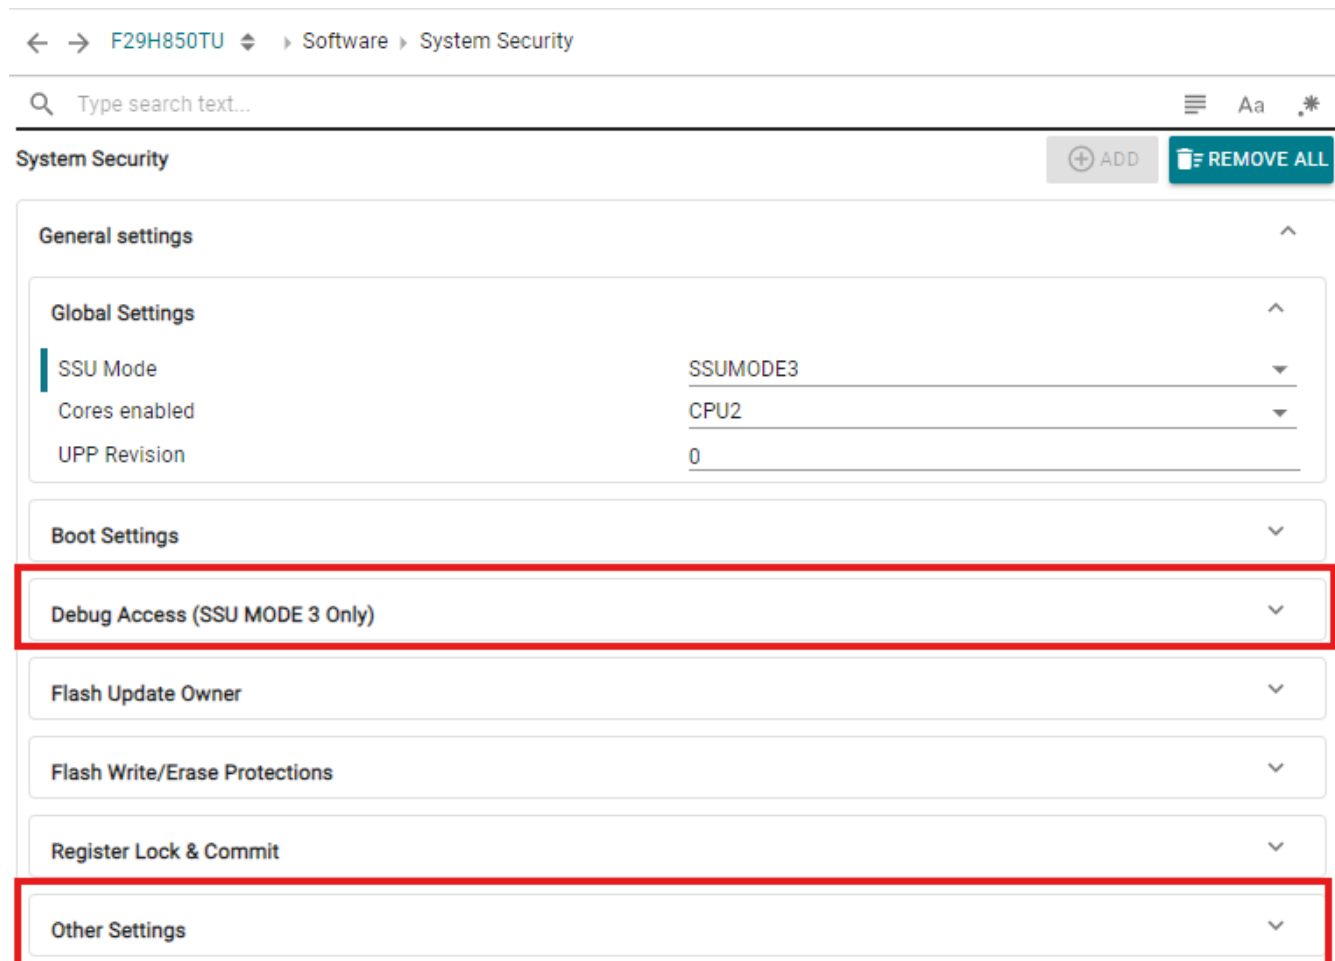 F29H850TU Software System Security
Type search text...
Aa .*
System Security
ADD
REMOVE ALL
General settings
Global Settings
SSU Mode SSUMODE3
Cores enabled CPU2
UPP Revision 0
Boot Settings
Debug Access (SSU MODE 3 Only)
Flash Update Owner
Flash Write/Erase Protections
Register Lock & Commit
Other Settings